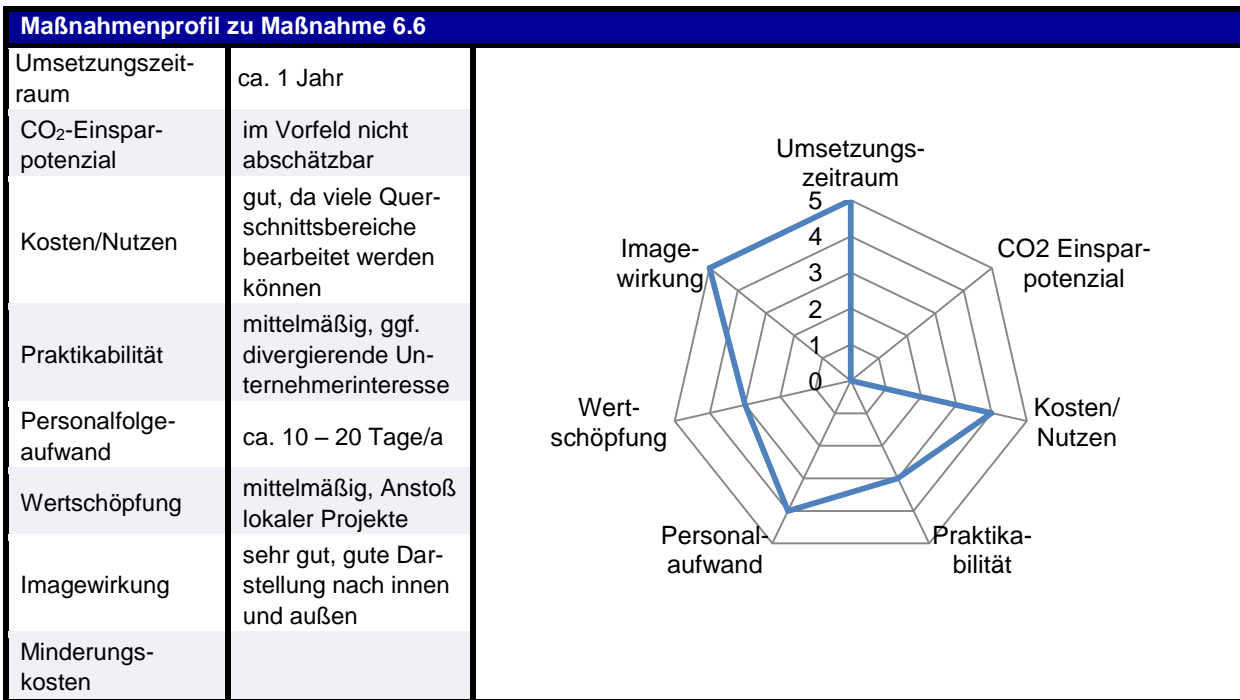 Maßnahmenprofil zu Maßnahme 6.6
Umsetzungszeit-
raum
ca. 1 Jahr
CO₂-Einspar-
potenzial
im Vorfeld nicht
abschätzbar
Kosten/Nutzen
gut, da viele Quer-
schnittsbereiche
bearbeitet werden
können
Praktikabilität
mittelmäßig, ggf.
divergierende Un-
ternehmerinteresse
Personalfolge-
aufwand
ca. 10 – 20 Tage/a
Wertschöpfung
mittelmäßig, Anstoß
lokaler Projekte
Imagewirkung
sehr gut, gute Dar-
stellung nach innen
und außen
Minderungs-
kosten
Umsetzungs-
zeitraum
5
4
3
2
1
0
CO2 Einspar-
potenzial
Kosten/
Nutzen
Praktika-
bilität
Personal-
aufwand
Wert-
schöpfung
Image-
wirkung